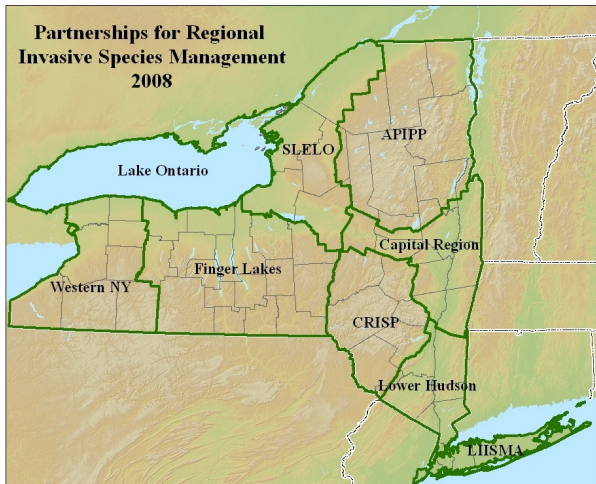 Partnerships for Regional
Invasive Species Management
2008
SLELO
APIPP
Lake Ontario
Capital Region
Finger Lakes
Western NY
CRISP
Lower Hudson
LIISMA